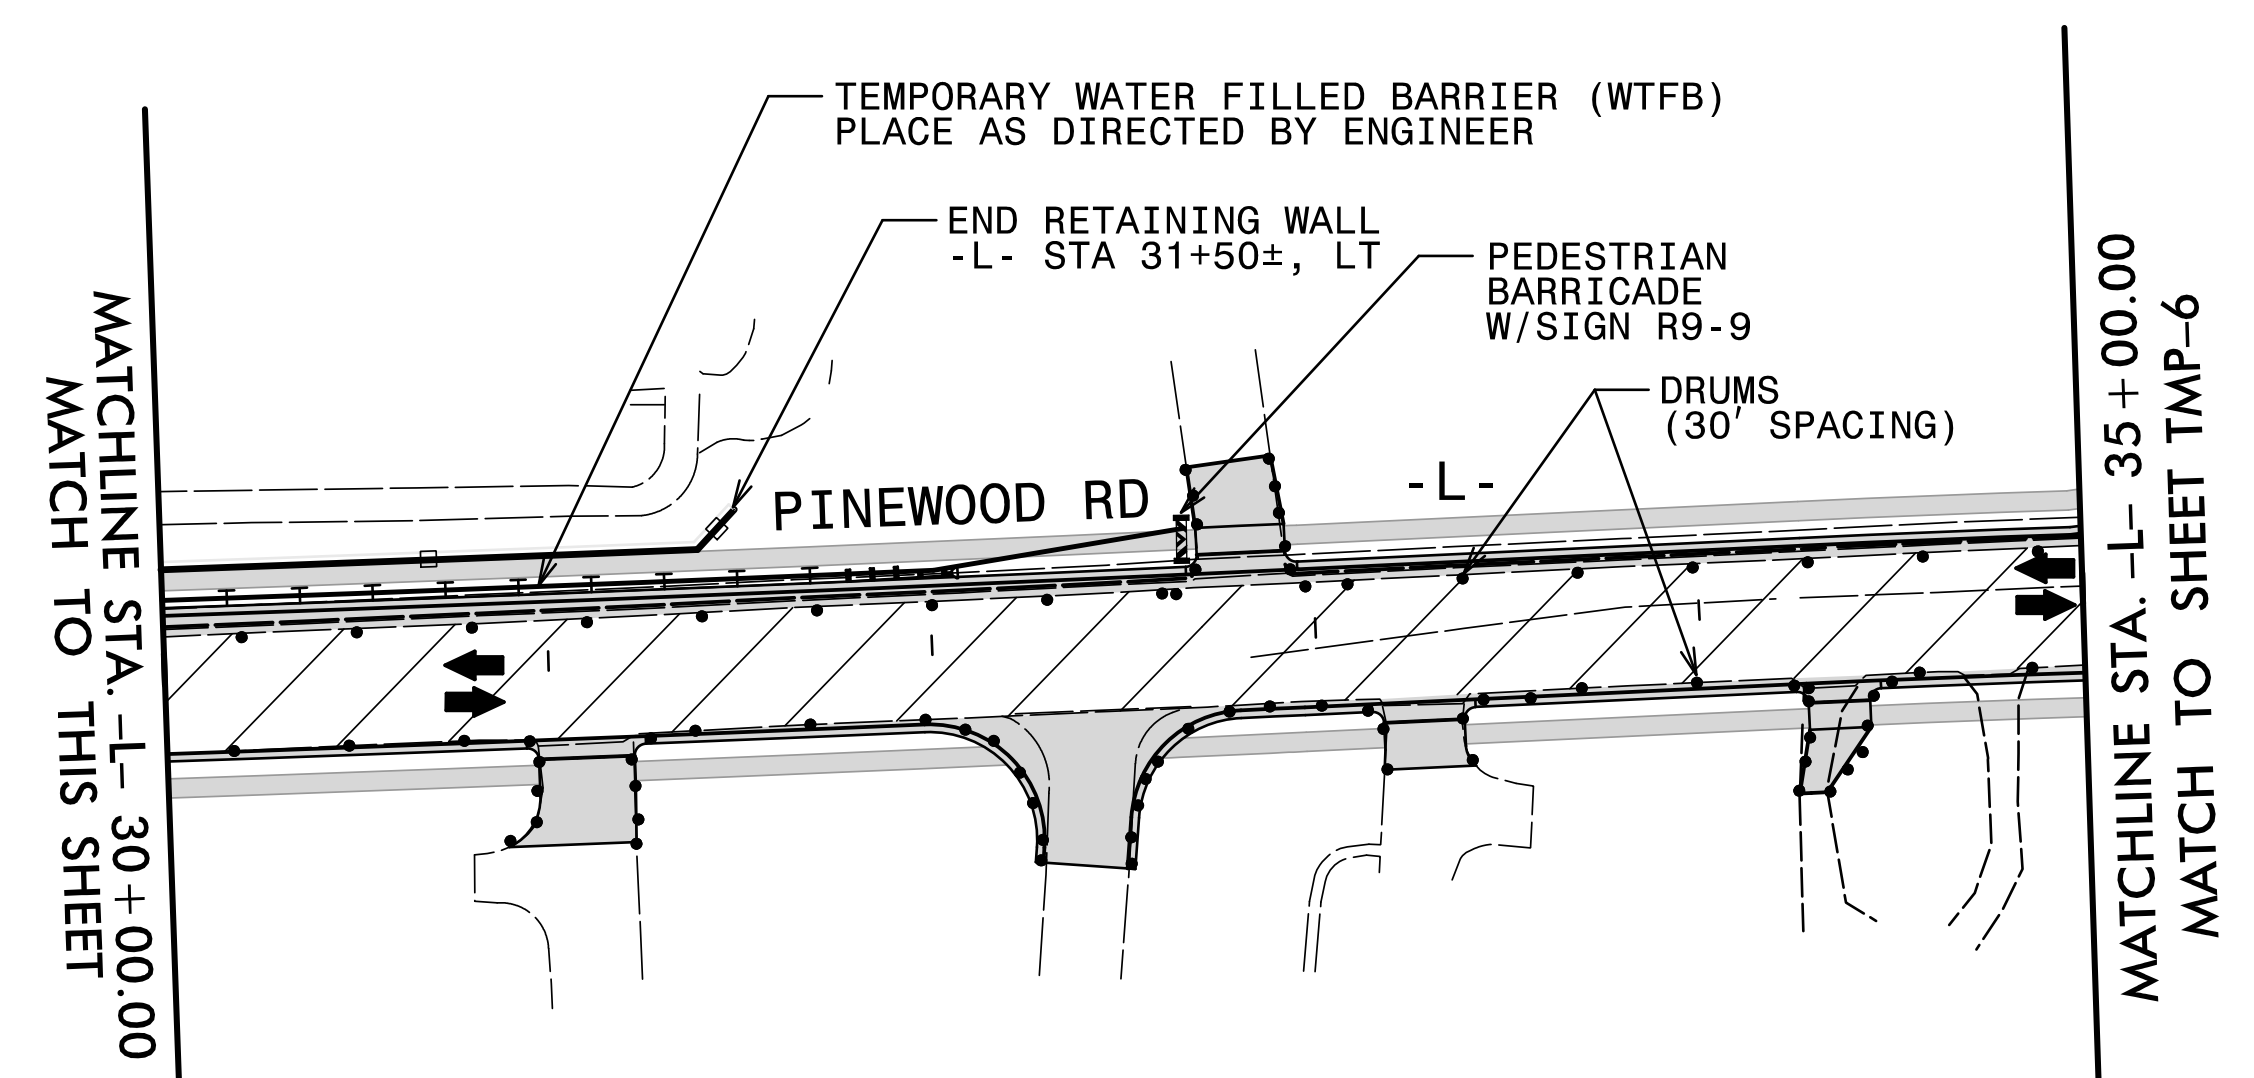 TEMPORARY WATER FILLED BARRIER (WTFB)
PLACE AS DIRECTED BY ENGINEER
END RETAINING WALL
-L- STA 31+50±, LT
PEDESTRIAN
BARRICADE
W/SIGN R9-9
DRUMS
(30' SPACING)
PINEWOOD RD
-L-
MATCHLINE STA. -L- 30+00.00
MATCH TO THIS SHEET
MATCHLINE STA. -L- 35+00.00
MATCH TO SHEET TMP-6